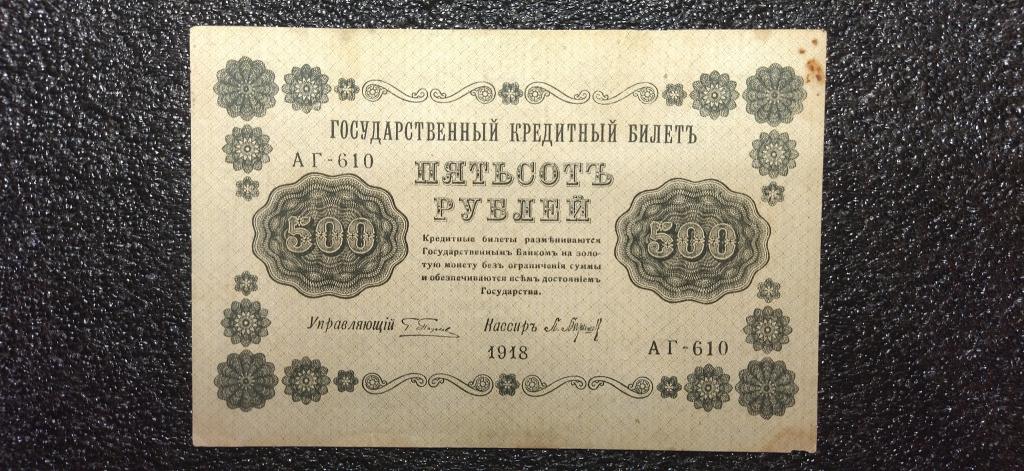 ГОСУДАРСТВЕННЫЙ КРЕДИТНЫЙ БИЛЕТЪ
АГ-610
ПЯТЬСОТЪ
РУБЛЕЙ
500
500
Кредитные билеты размѣниваются
Государственнымъ Банкомъ на золо-
тую монету безъ ограниченія суммы
и обезпечиваются всѣмъ достояніемъ
Государства.
Управляющій
Кассиръ
1918
АГ-610